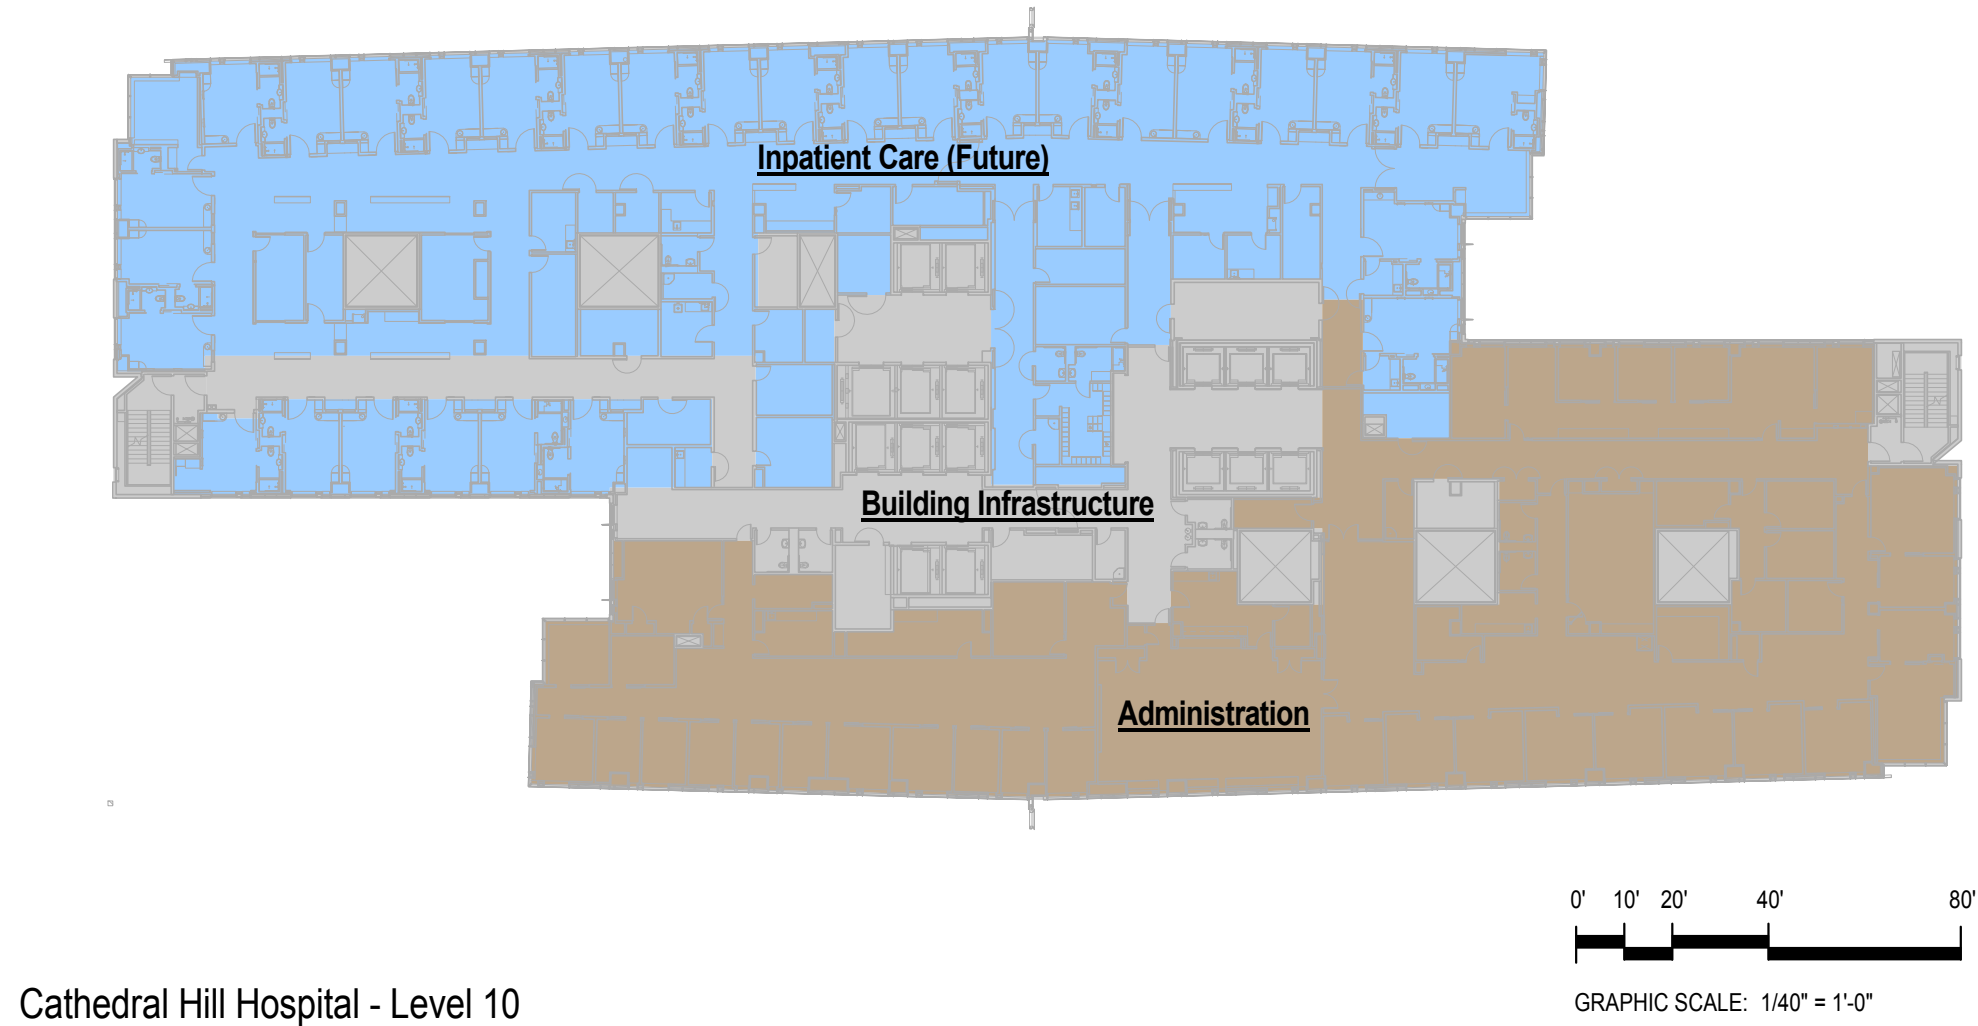 Inpatient Care (Future)
Building Infrastructure
Administration
0' 10' 20' 40' 80'
GRAPHIC SCALE: 1/40" = 1'-0"
Cathedral Hill Hospital - Level 10